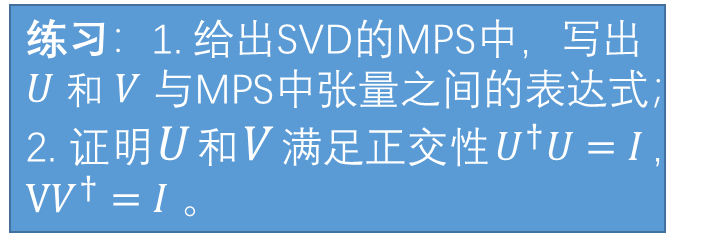 练习：1. 给出SVD的MPS中，写出
U 和 V 与MPS中张量之间的表达式；
2. 证明U和V 满足正交性U†U = I，
VV† = I 。